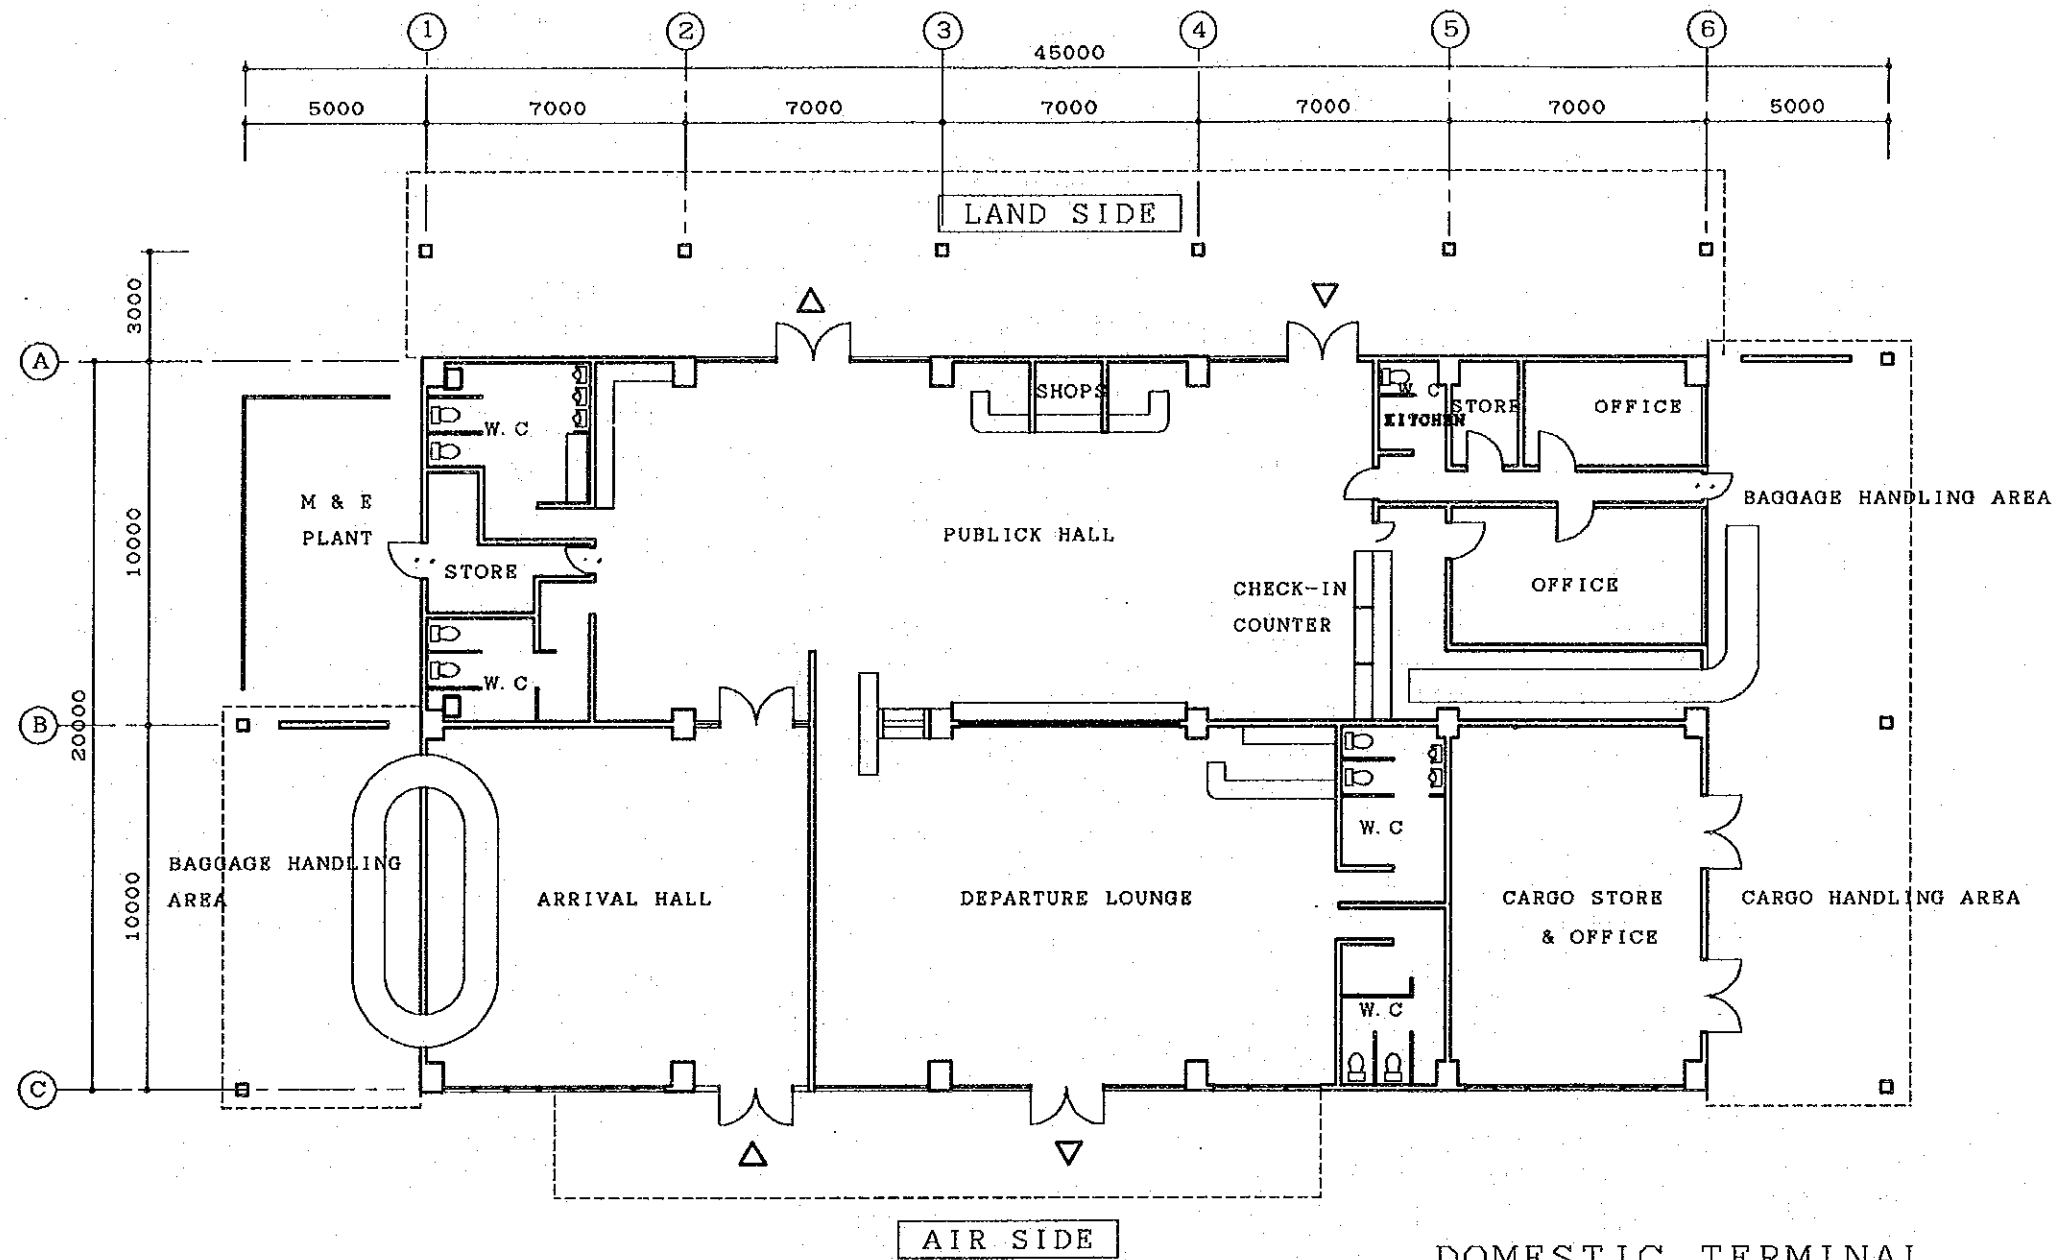 1 2 3 4 5 6
45000
5000 7000 7000 7000 7000 7000 5000
LAND SIDE
3000
A
SHOPS
W. C
KITCHEN
STORE
OFFICE
W. C
M & E
PLANT
10000
STORE
PUBLICK HALL
BAGGAGE HANDLING AREA
CHECK-IN
COUNTER
OFFICE
W. C
B
20000
W. C
BAGGAGE HANDLING
AREA
10000
ARRIVAL HALL
DEPARTURE LOUNGE
CARGO STORE
& OFFICE
CARGO HANDLING AREA
W. C
C
AIR SIDE
DOMESTIC TERMINAL